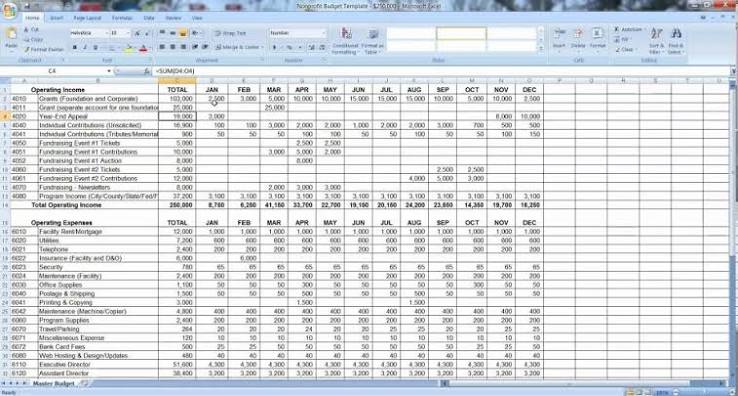 Nonprofit Budget Template - $250,000 - Microsoft Excel
Home Insert Page Layout Formulas Data Review View
Paste Cut Copy Format Painter
Helvetica 10
Wrap Text
Merge & Center
Number
Conditional Formatting Format as Table
Insert Delete Format
AutoSum Fill Clear
Sort & Find &
Clipboard Font Alignment Number Styles Cells Editing
C4 =SUM(D4:O4)
A B C D E F G H I J K L M N O P Q R S T U
1 Operating Income TOTAL JAN FEB MAR APR MAY JUN JUL AUG SEP OCT NOV DEC
2 4010 Grants (Foundation and Corporate) 103,000 2,500 3,000 5,000 10,000 10,000 15,000 15,000 15,000 10,000 5,000 10,000 2,500
3 4011 Grant (separate account for one foundation 25,000 25,000
4 4020 Year-End Appeal 19,000 3,000 6,000 10,000
5 4040 Individual Contributions (Unsolicited) 16,900 100 100 3,000 2,000 2,000 1,000 2,000 2,000 3,000 700 500 500
6 4041 Individual Contributions (Tributes/Memorial 900 50 50 50 100 100 50 50 100 50 50 100 150
7 4050 Fundraising Event #1 Tickets 5,000 2,500 2,500
8 4051 Fundraising Event #1 Contributions 10,000 3,000 5,000 2,000
9 4052 Fundraising Event #1 Auction 8,000 8,000
10 4060 Fundraising Event #2 Tickets 5,000 2,500 2,500
11 4061 Fundraising Event #2 Contributions 12,000 4,000 5,000 3,000
12 4070 Fundraising - Newsletters 8,000 2,000 3,000 3,000
13 4080 Program Income (City/County/State/Fed/F 37,200 3,100 3,100 3,100 3,100 3,100 3,100 3,100 3,100 3,100 3,100 3,100 3,100
14 Total Operating Income 250,000 8,700 6,250 41,150 33,700 22,700 19,150 20,150 24,200 23,650 14,350 19,700 16,250
15 Operating Expenses TOTAL JAN FEB MAR APR MAY JUN JUL AUG SEP OCT NOV DEC
16 6010 Facility Rent/Mortgage 12,000 1,000 1,000 1,000 1,000 1,000 1,000 1,000 1,000 1,000 1,000 1,000 1,000
17 6020 Utilities 7,200 600 600 600 600 600 600 600 600 600 600 600 600
18 6021 Telephone 2,400 200 200 200 200 200 200 200 200 200 200 200 200
19 6022 Insurance (Facility and D&O) 6,000 6,000
20 6023 Security 780 65 65 65 65 65 65 65 65 65 65 65 65
21 6024 Maintenance (Facility) 2,400 200 200 200 200 200 200 200 200 200 200 200 200
22 6030 Office Supplies 1,100 50 50 50 300 50 50 50 50 50 300 50 50
23 6040 Postage & Shipping 1,500 50 50 50 500 50 50 50 500 50 50 50 50
24 6041 Printing & Copying 3,000 1,500 1,500
25 6042 Maintenance (Machine/Copier) 4,800 400 400 400 400 400 400 400 400 400 400 400 400
26 6060 Program Supplies 2,400 200 200 200 200 200 200 200 200 200 200 200 200
27 6070 Travel/Parking 264 20 20 20 24 20 20 25 25 20 25 25
28 6071 Miscellaneous Expense 120 10 10 10 10 10 10 10 10 10 10 10 10
29 6072 Bank Card Fees 500 25 25 50 50 50 50 50 50 50 50 25 25
30 6080 Web Hosting & Design/Updates 480 40 40 40 40 40 40 40 40 40 40 40 40
31 6110 Executive Director 51,600 4,300 4,300 4,300 4,300 4,300 4,300 4,300 4,300 4,300 4,300 4,300 4,300
32 6120 Assistant Director 38,400 3,200 3,200 3,200 3,200 3,200 3,200 3,200 3,200 3,200 3,200 3,200 3,200
Master Budget